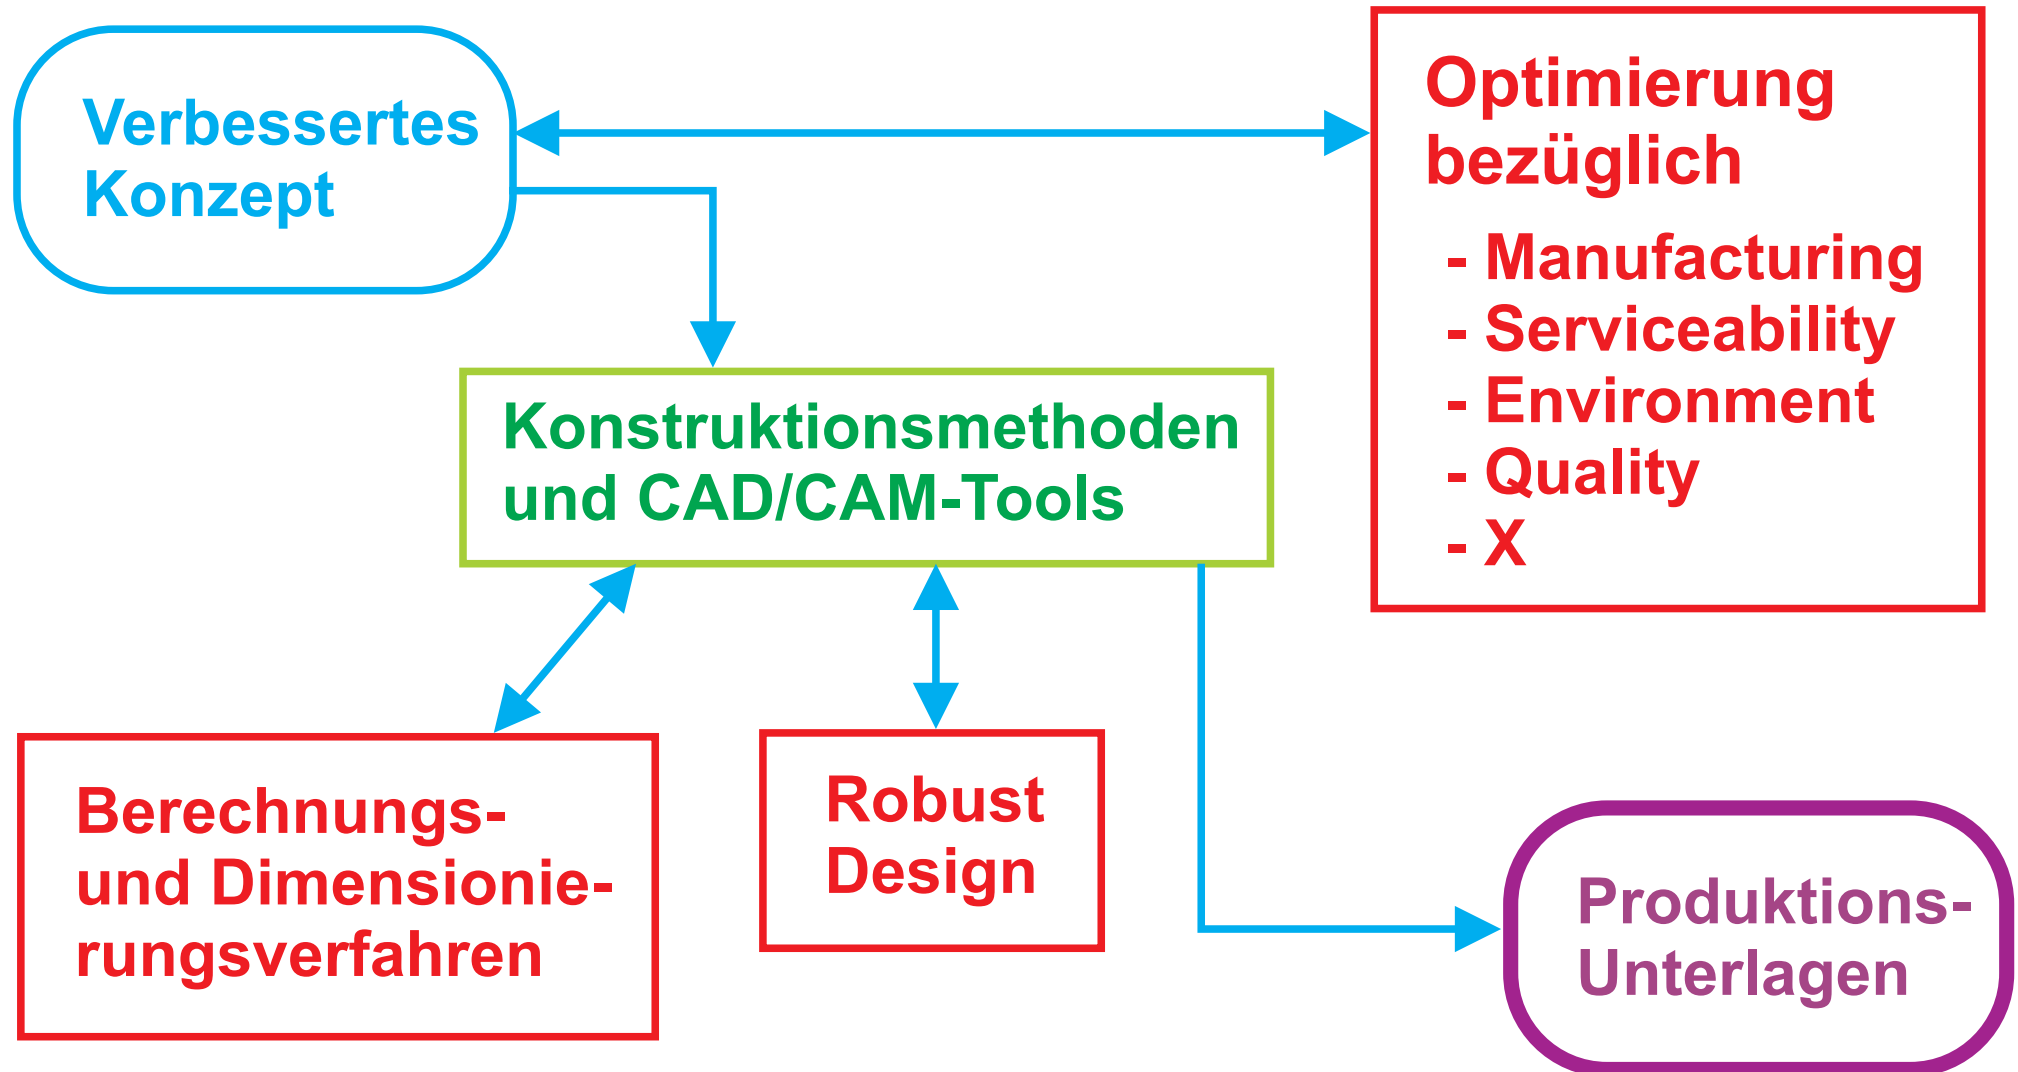 Verbessertes
Konzept
Optimierung
bezüglich
- Manufacturing
- Serviceability
- Environment
- Quality
- X
Konstruktionsmethoden
und CAD/CAM-Tools
Berechnungs-
und Dimensionie-
rungsverfahren
Robust
Design
Produktions-
Unterlagen